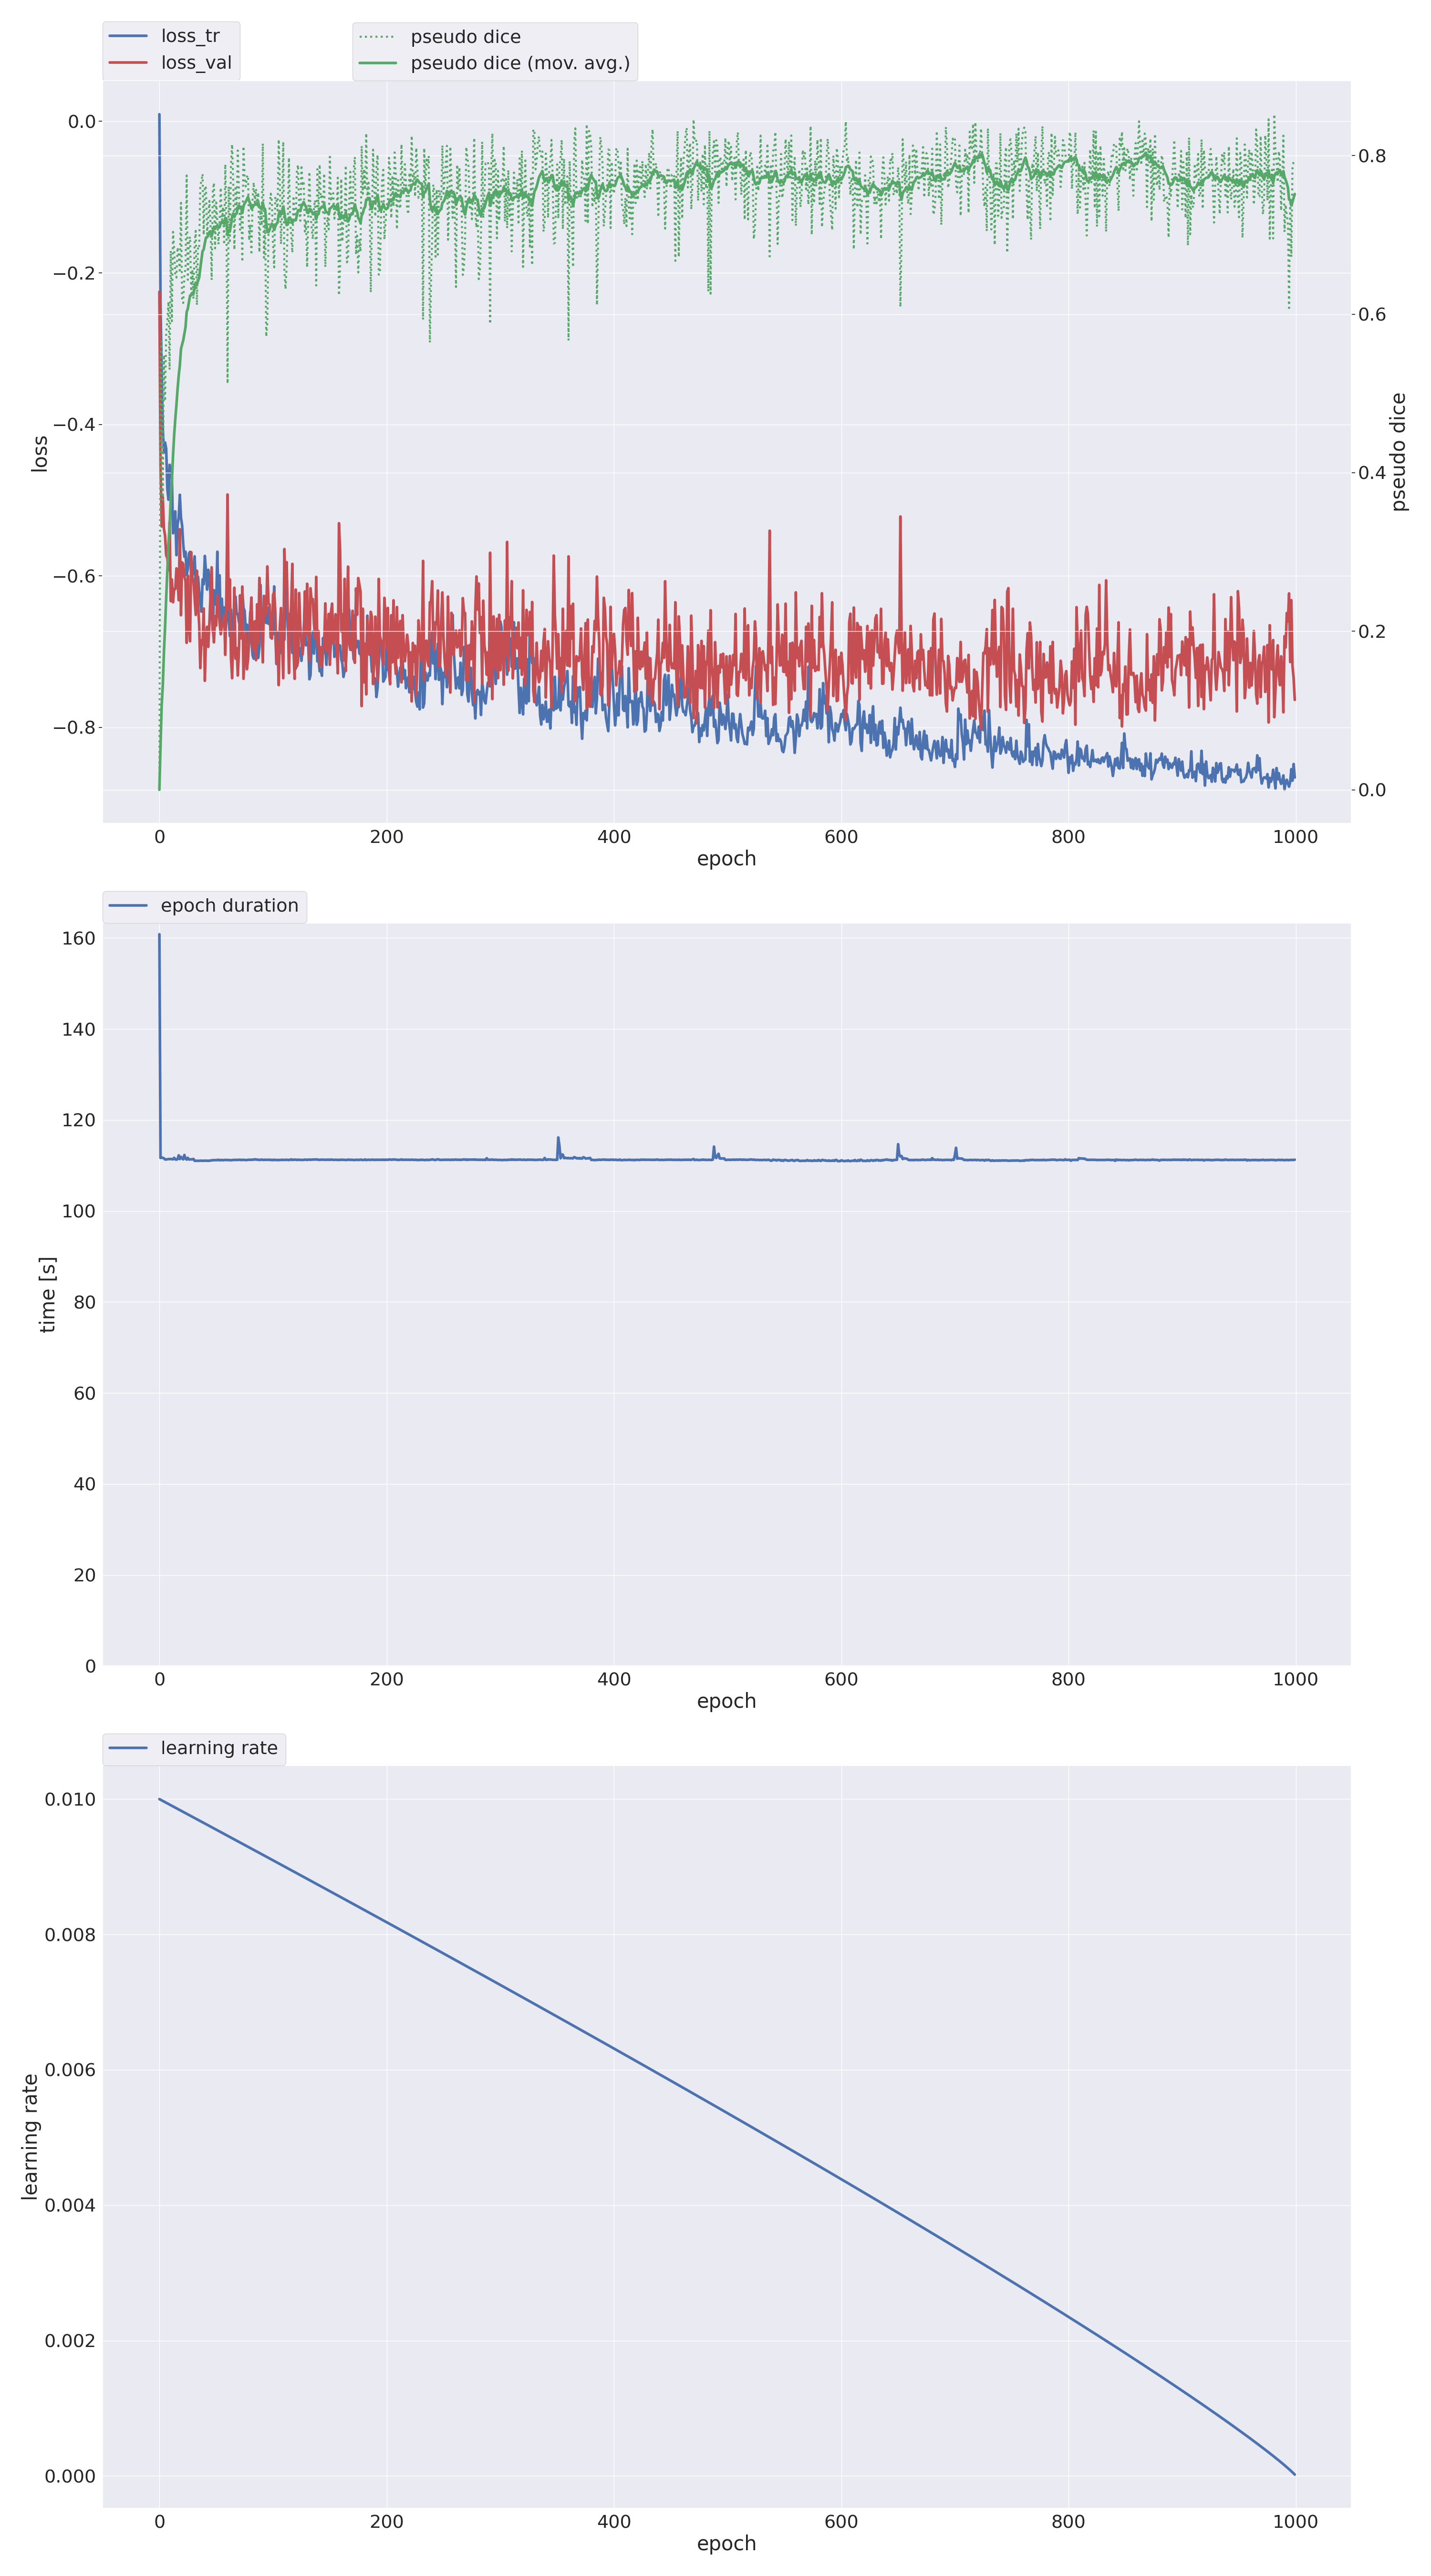 loss_tr
loss_val
pseudo dice
pseudo dice (mov. avg.)
0.0
−0.2
−0.4
−0.6
−0.8
loss
0.8
0.6
0.4
0.2
0.0
pseudo dice
0 200 400 600 800 1000
epoch
epoch duration
160
140
120
100
80
60
40
20
0
time [s]
0 200 400 600 800 1000
epoch
learning rate
0.010
0.008
0.006
0.004
0.002
0.000
learning rate
0 200 400 600 800 1000
epoch